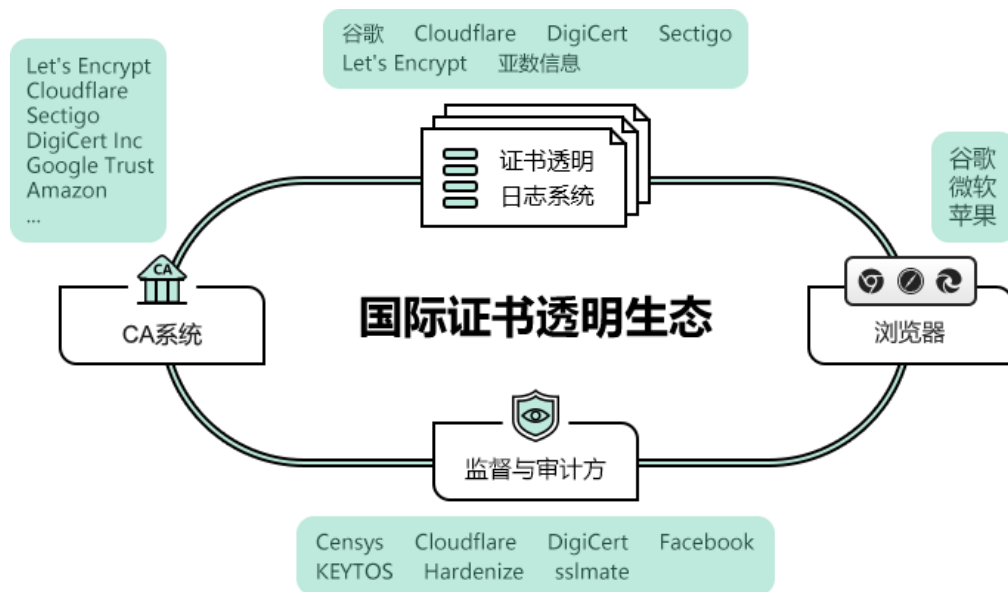 谷歌 Cloudflare DigiCert Sectigo
Let's Encrypt 亚数信息
Let's Encrypt
Cloudflare
Sectigo
DigiCert Inc
Google Trust
Amazon
...
证书透明
日志系统
谷歌
微软
苹果
CA
CA系统
国际证书透明生态
浏览器
监督与审计方
Censys Cloudflare DigiCert Facebook
KEYTOS Hardenize sslmate